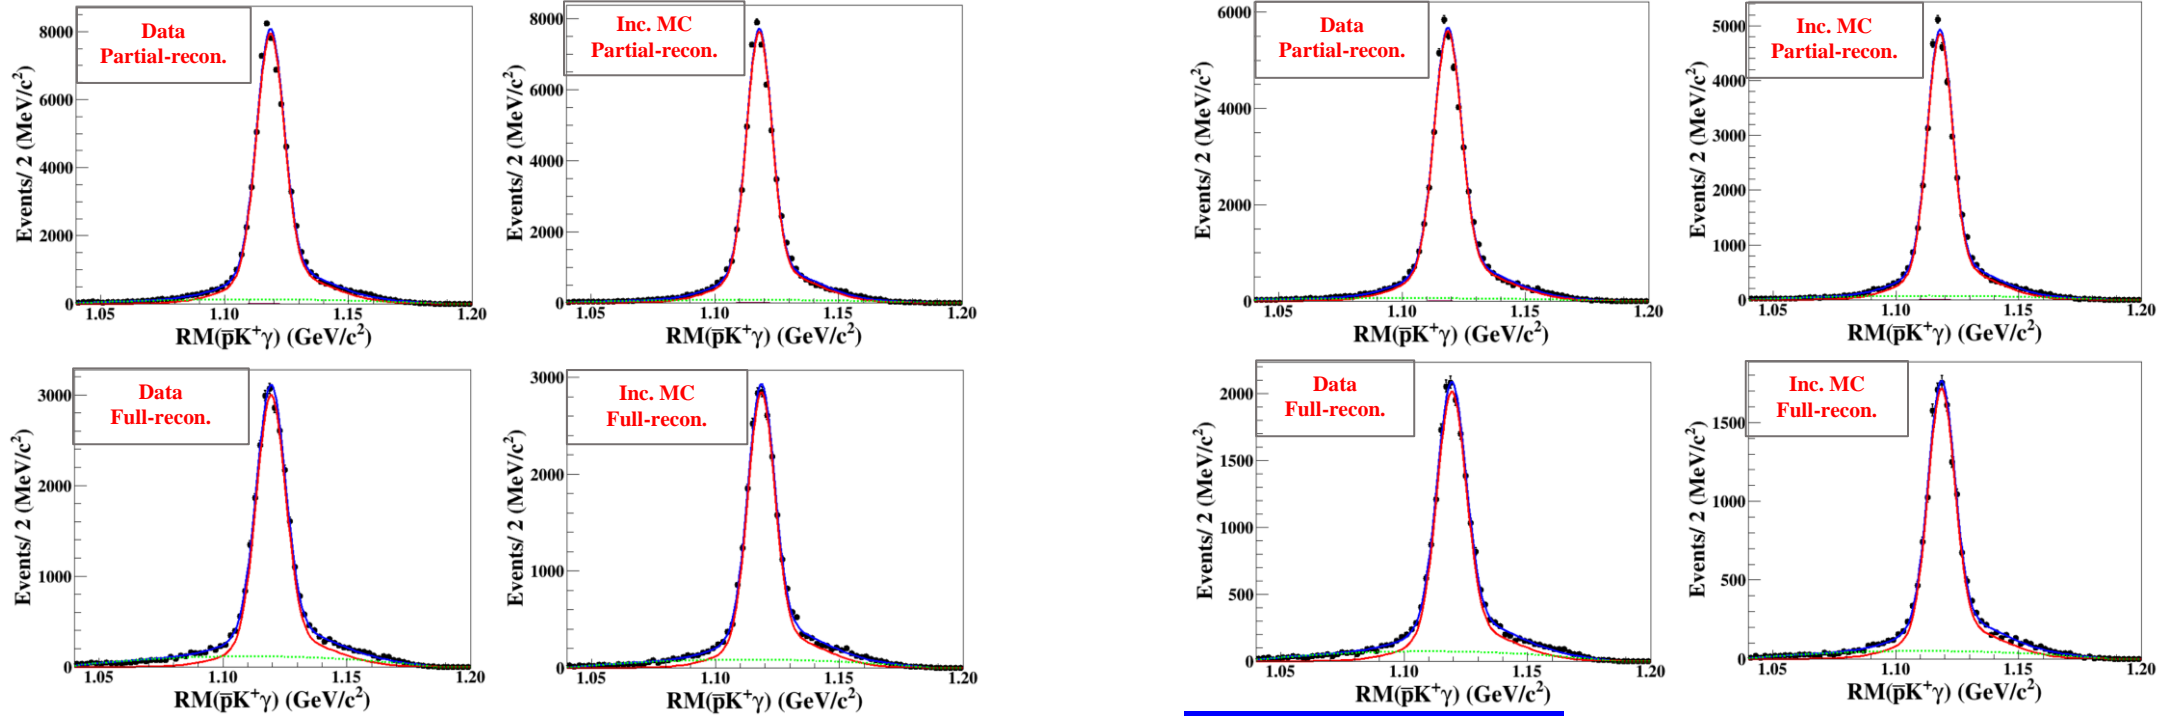 Data
Partial-recon.
8000
6000
4000
2000
0
1.05
1.10
1.15
1.20
Events/ 2 (MeV/c²)
RM(p̅K⁺γ) (GeV/c²)
Inc. MC
Partial-recon.
8000
6000
4000
2000
0
1.05
1.10
1.15
1.20
Events/ 2 (MeV/c²)
RM(p̅K⁺γ) (GeV/c²)
Data
Partial-recon.
6000
4000
2000
0
1.05
1.10
1.15
1.20
Events/ 2 (MeV/c²)
RM(p̅K⁺γ) (GeV/c²)
Inc. MC
Partial-recon.
5000
4000
3000
2000
1000
0
1.05
1.10
1.15
1.20
Events/ 2 (MeV/c²)
RM(p̅K⁺γ) (GeV/c²)
Data
Full-recon.
3000
2000
1000
0
1.05
1.10
1.15
1.20
Events/ 2 (MeV/c²)
RM(p̅K⁺γ) (GeV/c²)
Inc. MC
Full-recon.
3000
2000
1000
0
1.05
1.10
1.15
1.20
Events/ 2 (MeV/c²)
RM(p̅K⁺γ) (GeV/c²)
Data
Full-recon.
2000
1500
1000
500
0
1.05
1.10
1.15
1.20
Events/ 2 (MeV/c²)
RM(p̅K⁺γ) (GeV/c²)
Inc. MC
Full-recon.
1500
1000
500
0
1.05
1.10
1.15
1.20
Events/ 2 (MeV/c²)
RM(p̅K⁺γ) (GeV/c²)